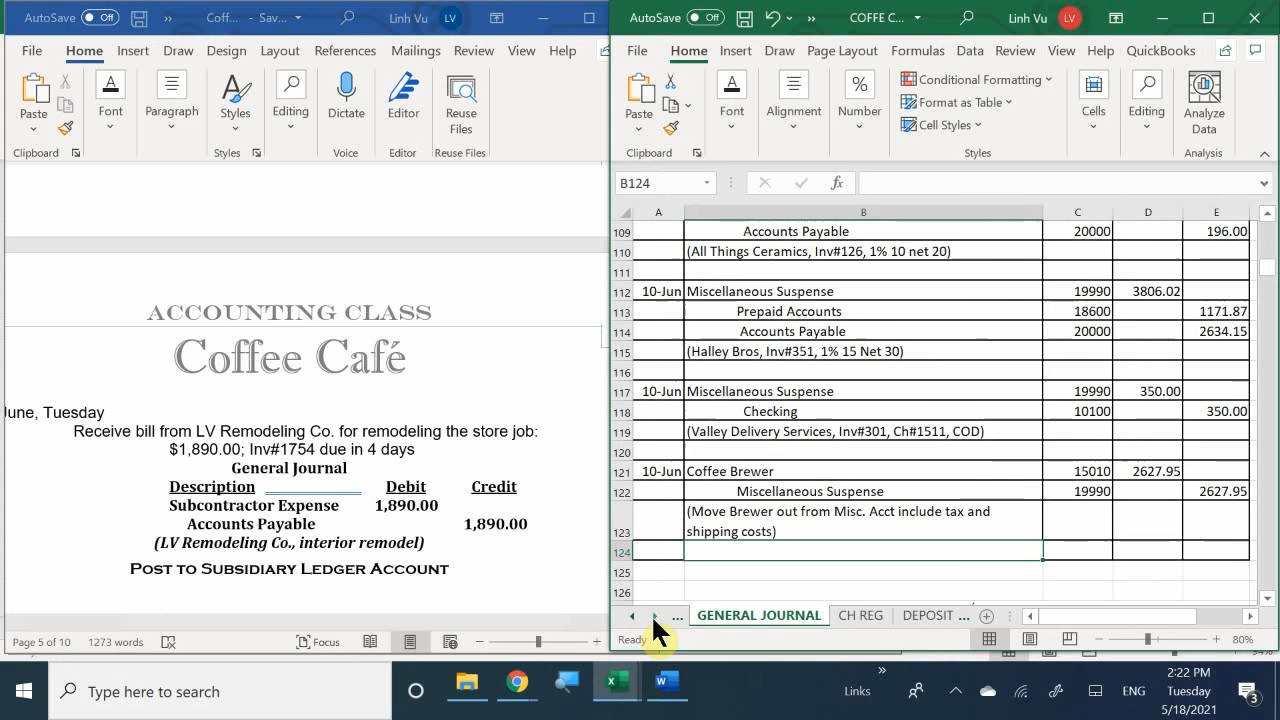 AutoSave Off Coff... - Sav... Linh Vu LV
File Home Insert Draw Design Layout References Mailings Review View Help
Paste Font Paragraph Styles Editing Dictate Editor Reuse Files
Clipboard Styles Voice Editor Reuse Files
ACCOUNTING CLASS
Coffee Café
June, Tuesday
Receive bill from LV Remodeling Co. for remodeling the store job:
$1,890.00; Inv#1754 due in 4 days
General Journal
Description Debit Credit
Subcontractor Expense 1,890.00
Accounts Payable 1,890.00
(LV Remodeling Co., interior remodel)
POST TO SUBSIDIARY LEDGER ACCOUNT
Page 5 of 10 1273 words Focus
AutoSave Off COFFE C... Linh Vu LV
File Home Insert Draw Page Layout Formulas Data Review View Help QuickBooks
Paste Font Alignment Number Conditional Formatting Format as Table Cell Styles Cells Editing Analyze Data
Clipboard Styles Analysis
B124 fx
A B C D E
109 Accounts Payable 20000 196.00
110 (All Things Ceramics, Inv#126, 1% 10 net 20)
111
112 10-Jun Miscellaneous Suspense 19990 3806.02
113 Prepaid Accounts 18600 1171.87
114 Accounts Payable 20000 2634.15
115 (Halley Bros, Inv#351, 1% 15 Net 30)
116
117 10-Jun Miscellaneous Suspense 19990 350.00
118 Checking 10100 350.00
119 (Valley Delivery Services, Inv#301, Ch#1511, COD)
120
121 10-Jun Coffee Brewer 15010 2627.95
122 Miscellaneous Suspense 19990 2627.95
(Move Brewer out from Misc. Acct include tax and
123 shipping costs)
124
125
126
... GENERAL JOURNAL CH REG DEPOSIT ...
Ready 80%
94%
Type here to search Links ENG
2:22 PM
Tuesday
5/18/2021
3